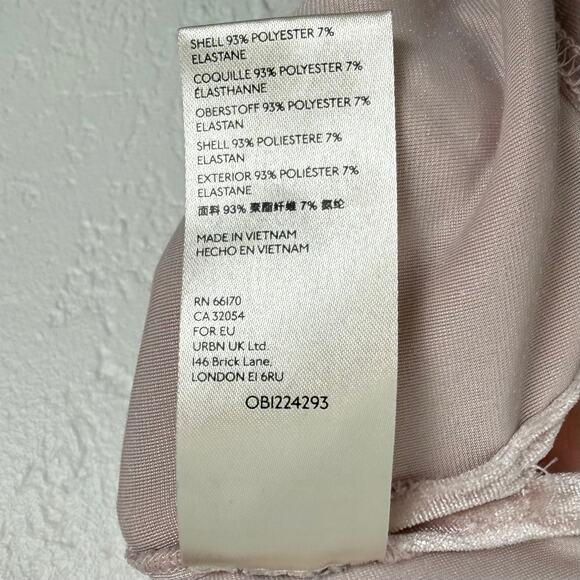 SHELL 93% POLYESTER 7%
ELASTANE
COQUILLE 93% POLYESTER 7%
ÉLASTHANNE
OBERSTOFF 93% POLYESTER 7%
ELASTAN
SHELL 93% POLIESTERE 7%
ELASTAN
EXTERIOR 93% POLIÉSTER 7%
ELASTANE
面料 93% 聚酯纤维 7% 氨纶
MADE IN VIETNAM
HECHO EN VIETNAM
RN 66170
CA 32054
FOR EU
URBN UK Ltd.
146 Brick Lane,
LONDON E1 6RU
OB1224293